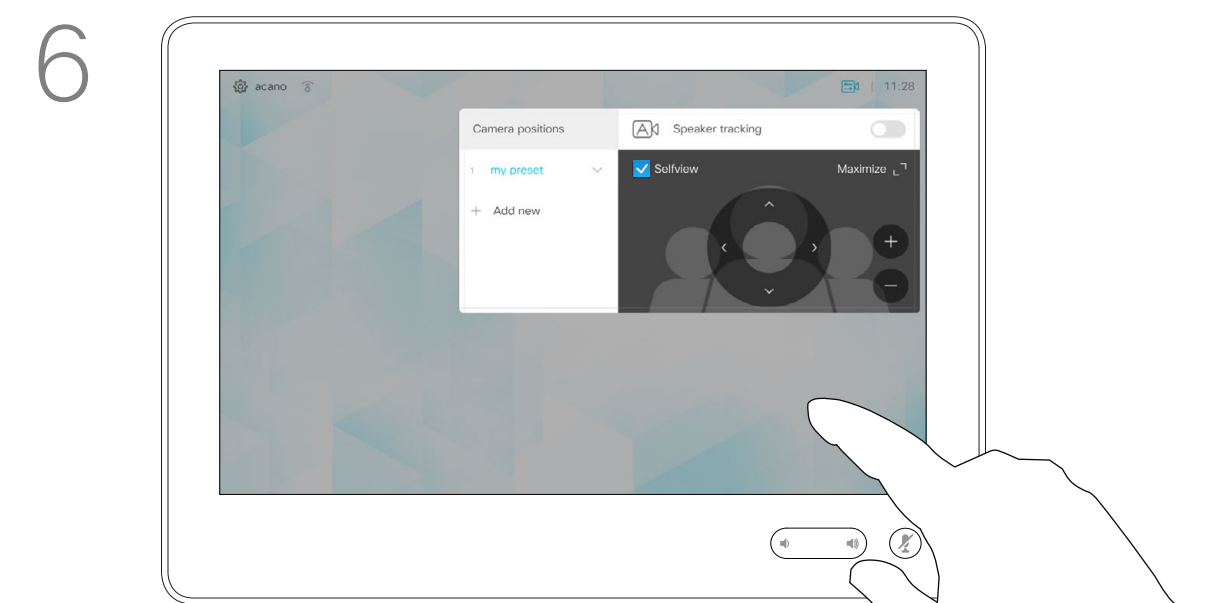 6
acano 11:28
Camera positions Speaker tracking
1 my preset Selfview Maximize
+ Add new